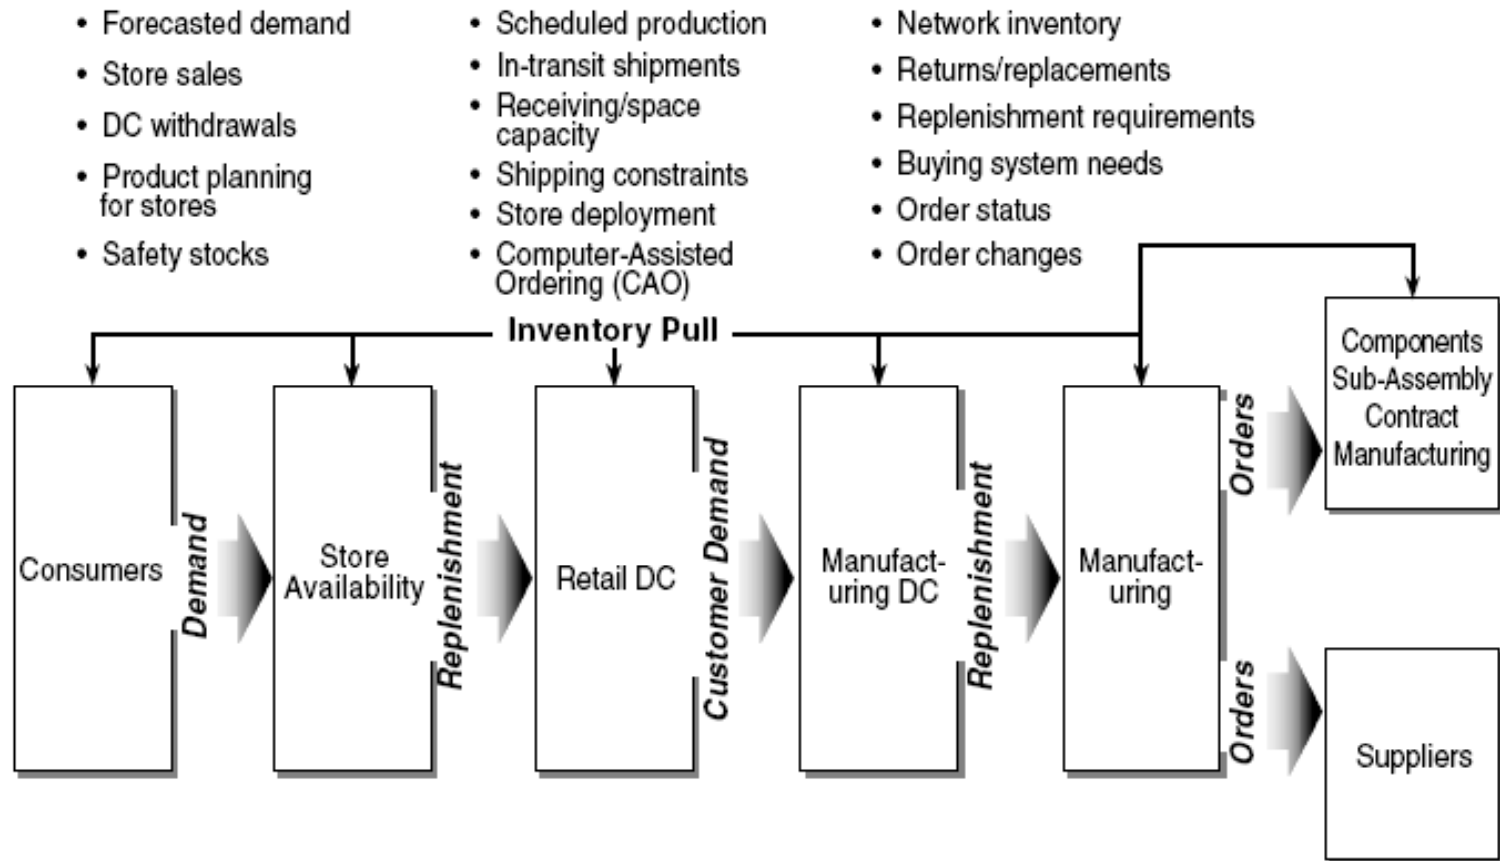 • Forecasted demand
• Store sales
• DC withdrawals
• Product planning
for stores
• Safety stocks
• Scheduled production
• In-transit shipments
• Receiving/space
capacity
• Shipping constraints
• Store deployment
• Computer-Assisted
Ordering (CAO)
• Network inventory
• Returns/replacements
• Replenishment requirements
• Buying system needs
• Order status
• Order changes
Inventory Pull
Consumers
Demand
Store
Availability
Replenishment
Retail DC
Customer Demand
Manufact-
uring DC
Replenishment
Manufact-
uring
Orders
Components
Sub-Assembly
Contract
Manufacturing
Orders
Suppliers